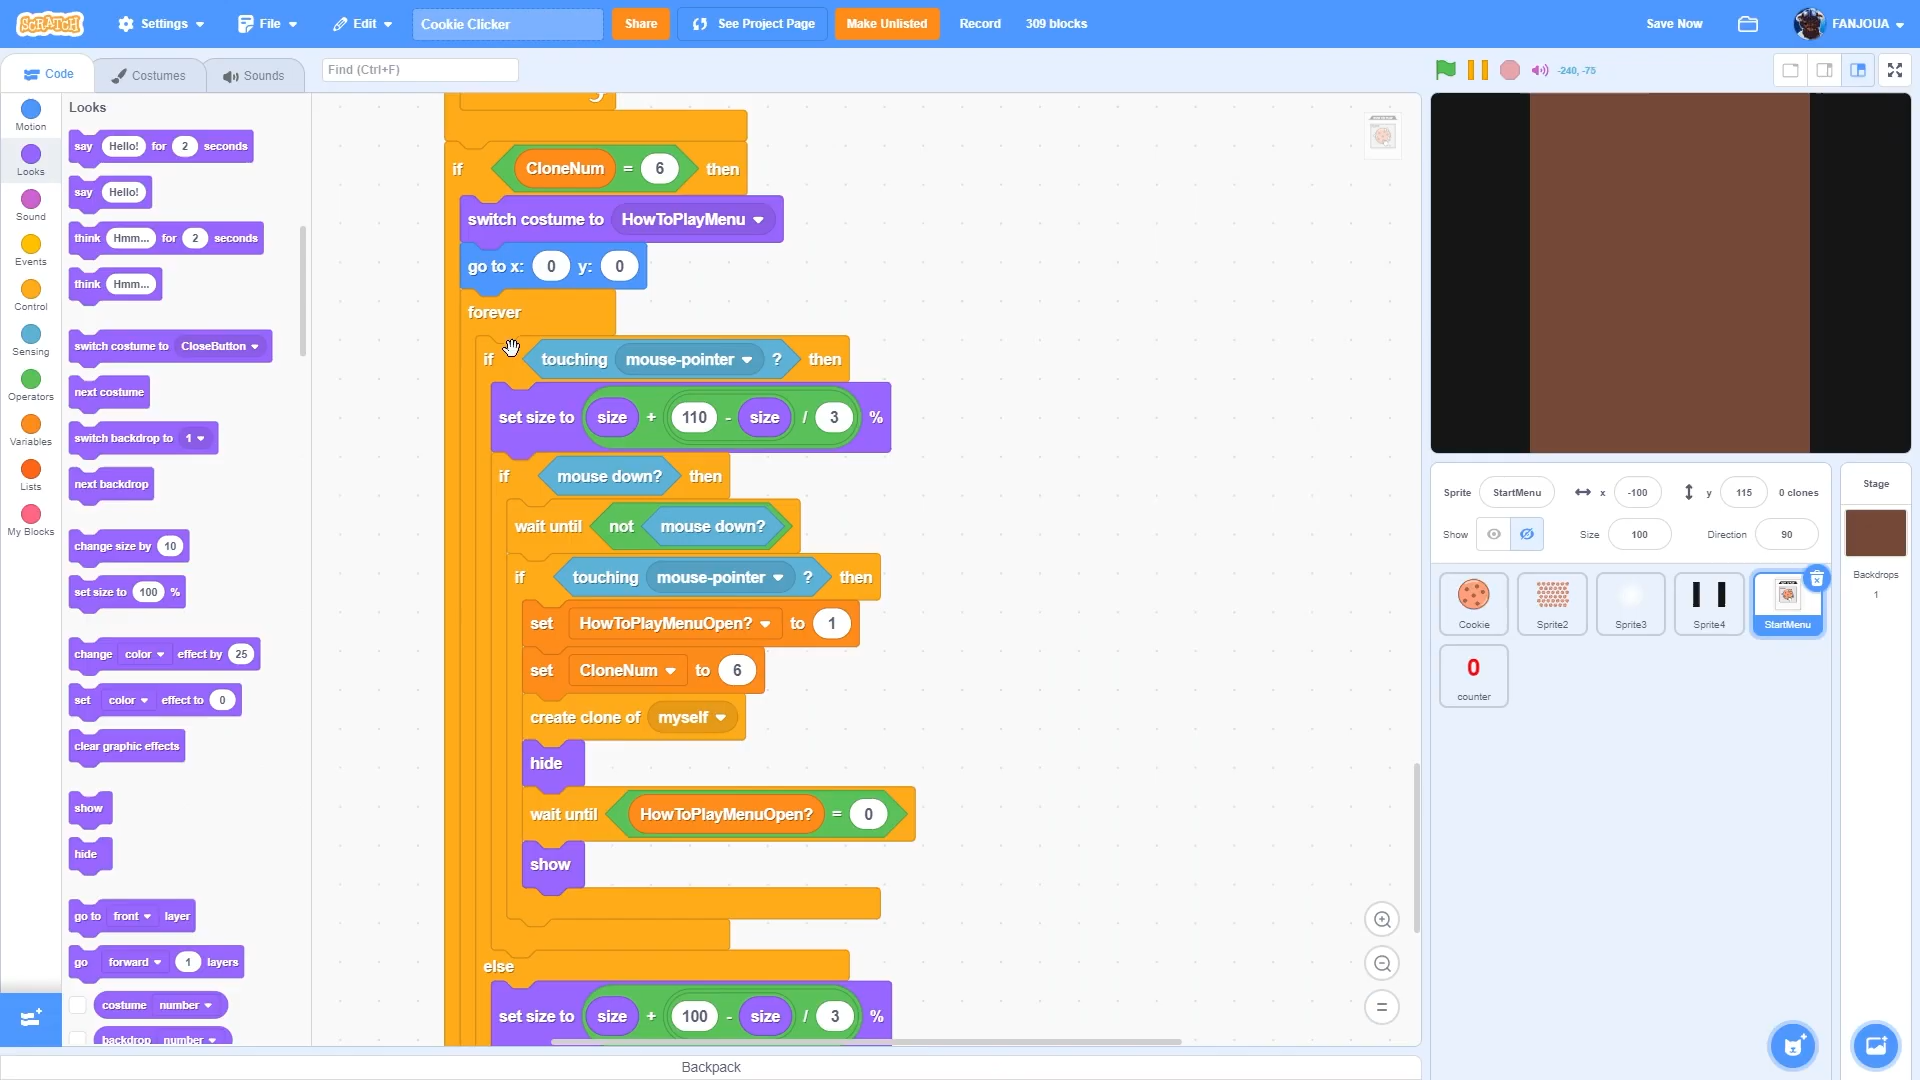 SCRATCH Settings File Edit Cookie Clicker Share See Project Page Make Unlisted Record 309 blocks Save Now FANJOUA
Code Costumes Sounds Find (Ctrl+F) -240, -75
Motion
Looks
Sound
Events
Control
Sensing
Operators
Variables
Lists
My Blocks
Looks
say Hello! for 2 seconds
say Hello!
think Hmm... for 2 seconds
think Hmm...
switch costume to CloseButton
next costume
switch backdrop to 1
next backdrop
change size by 10
set size to 100 %
change color effect by 25
set color effect to 0
clear graphic effects
show
hide
go to front layer
go forward 1 layers
costume number
backdrop number
if CloneNum = 6 then
switch costume to HowToPlayMenu
go to x: 0 y: 0
forever
if touching mouse-pointer ? then
set size to size + 110 - size / 3 %
if mouse down? then
wait until not mouse down?
if touching mouse-pointer ? then
set HowToPlayMenuOpen? to 1
set CloneNum to 6
create clone of myself
hide
wait until HowToPlayMenuOpen? = 0
show
else
set size to size + 100 - size / 3 %
Backpack
Sprite StartMenu x -100 y 115 0 clones
Show Size 100 Direction 90
Cookie Sprite2 Sprite3 Sprite4 StartMenu
0
counter
Stage
Backdrops
1